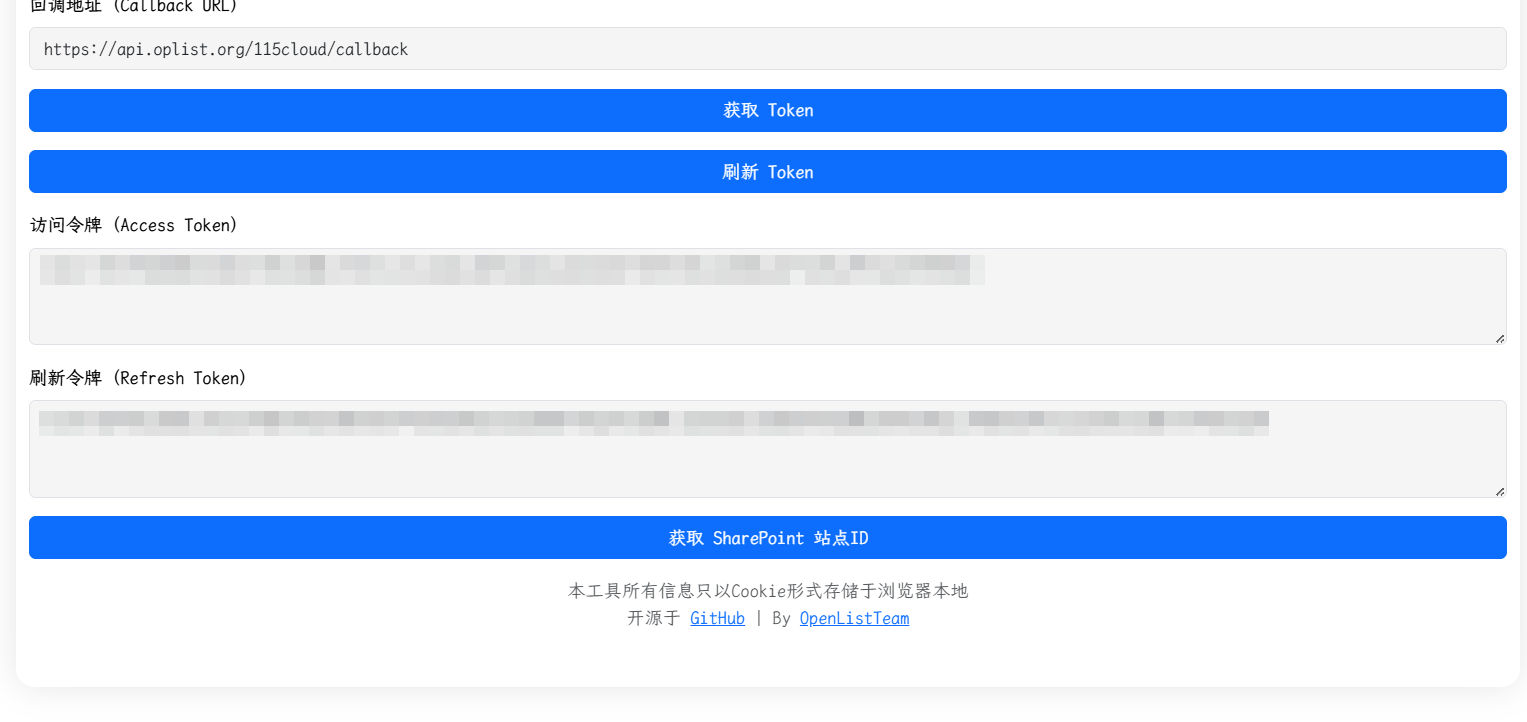 回调地址 (Callback URL)
https://api.oplist.org/115cloud/callback
获取 Token
刷新 Token
访问令牌 (Access Token)
刷新令牌 (Refresh Token)
获取 SharePoint 站点ID
本工具所有信息只以Cookie形式存储于浏览器本地
开源于 GitHub | By OpenListTeam